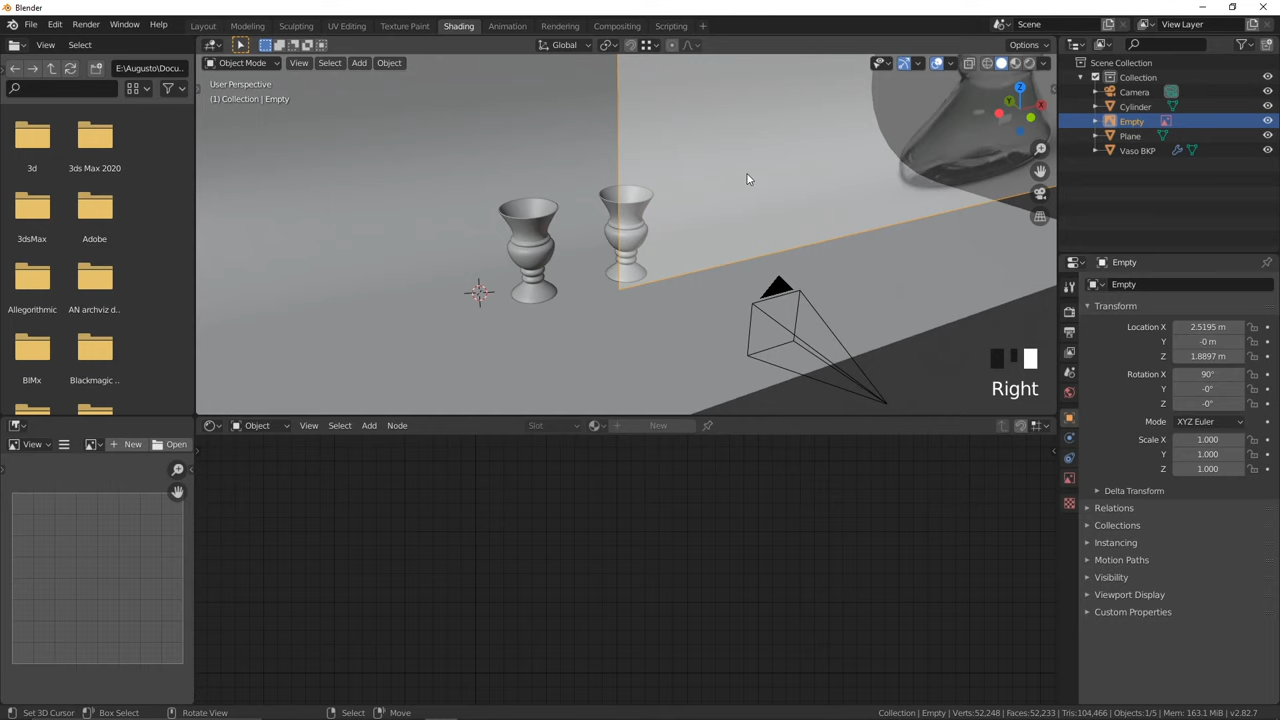 Blender
File Edit Render Window Help
Layout Modeling Sculpting UV Editing Texture Paint Shading Animation Rendering Compositing Scripting
Scene
View Layer
View Select
Global
Options
E:\Augusto\Docu...
Object Mode View Select Add Object
User Perspective
(1) Collection | Empty
3d
3ds Max 2020
3dsMax
Adobe
Allegorithmic
AN archviz d...
BIMx
Blackmagic ..
Z
Y
X
Right
Scene Collection
Collection
Camera
Cylinder
Empty
Plane
Vaso BKP
Empty
Empty
Transform
Location X 2.5195 m
Y -0 m
Z 1.8897 m
Rotation X 90°
Y -0°
Z -0°
Mode XYZ Euler
Scale X 1.000
Y 1.000
Z 1.000
Delta Transform
Relations
Collections
Instancing
Motion Paths
Visibility
Viewport Display
Custom Properties
View
New
Open
Object View Select Add Node
Slot
New
Set 3D Cursor
Box Select
Rotate View
Select
Move
Collection | Empty | Verts:52,248 | Faces:52,233 | Tris:104,466 | Objects:1/5 | Mem: 163.1 MiB | v2.82.7